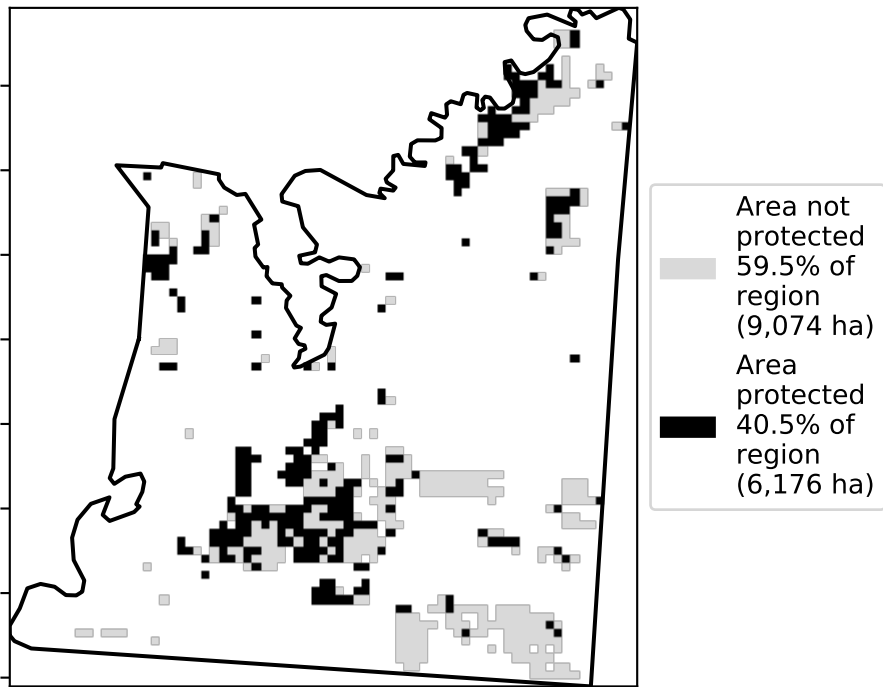 Area not
protected
59.5% of
region
(9,074 ha)
Area
protected
40.5% of
region
(6,176 ha)